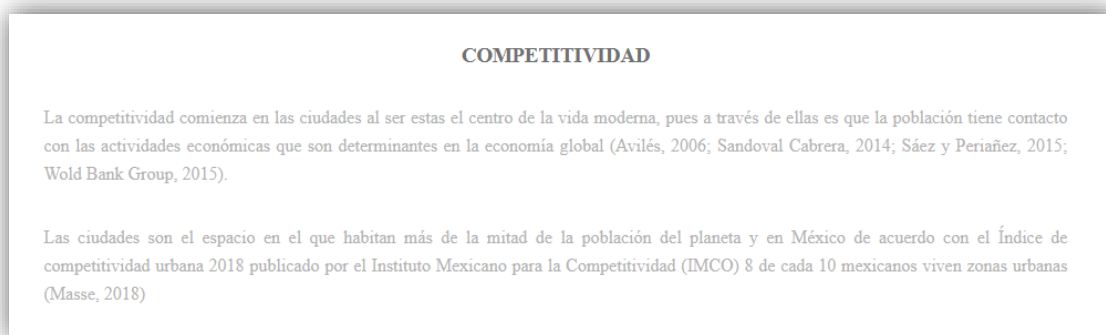 COMPETITIVIDAD
La competitividad comienza en las ciudades al ser estas el centro de la vida moderna, pues a través de ellas es que la población tiene contacto
con las actividades económicas que son determinantes en la economía global (Avilés, 2006; Sandoval Cabrera, 2014; Sáez y Periañez, 2015;
Wold Bank Group, 2015).
Las ciudades son el espacio en el que habitan más de la mitad de la población del planeta y en México de acuerdo con el Índice de
competitividad urbana 2018 publicado por el Instituto Mexicano para la Competitividad (IMCO) 8 de cada 10 mexicanos viven zonas urbanas
(Masse, 2018)